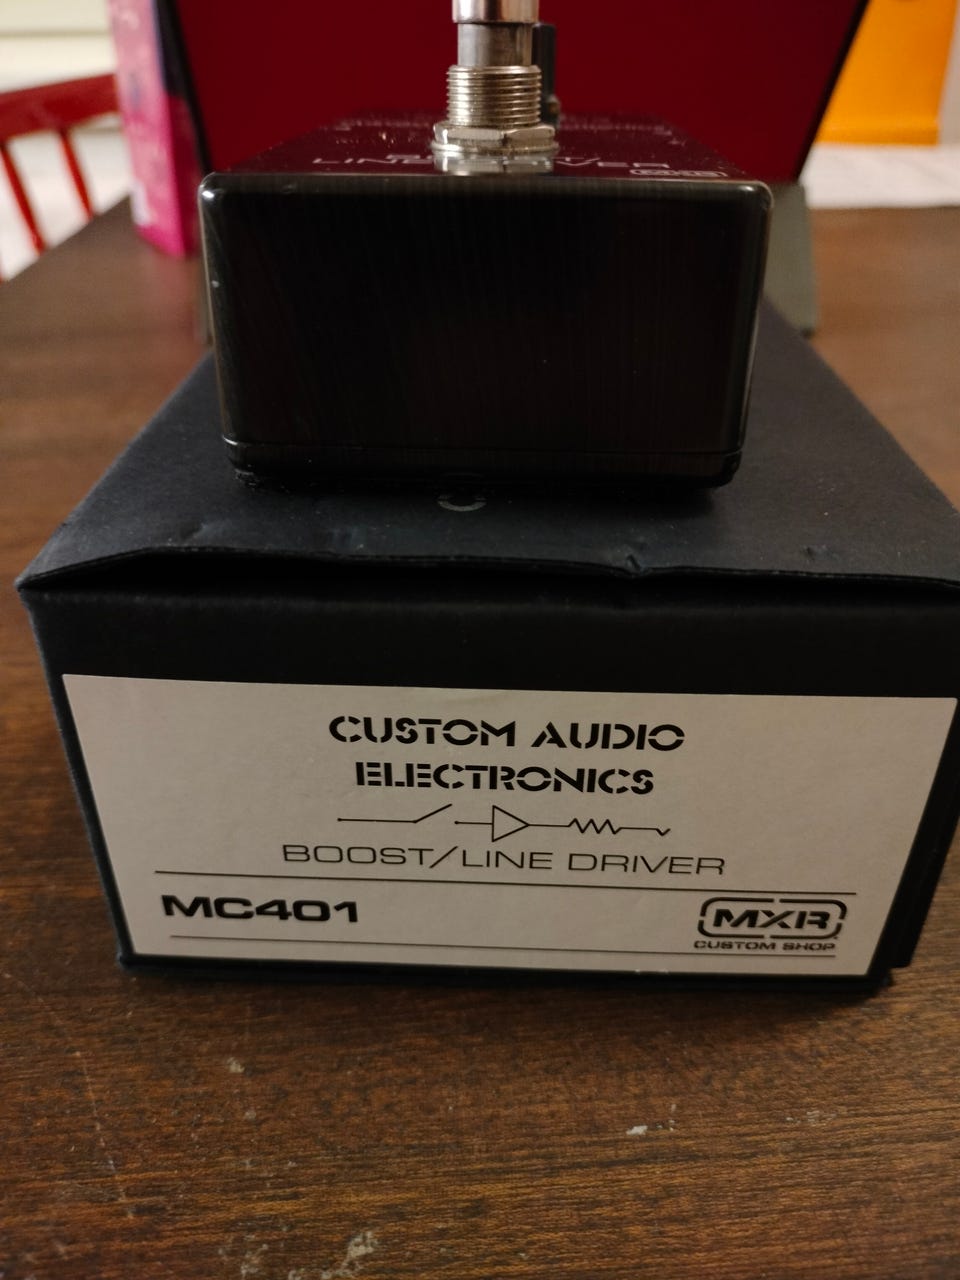 CUSTOM AUDIO
ELECTRONICS
BOOST/LINE DRIVER
MC401
MXR
CUSTOM SHOP